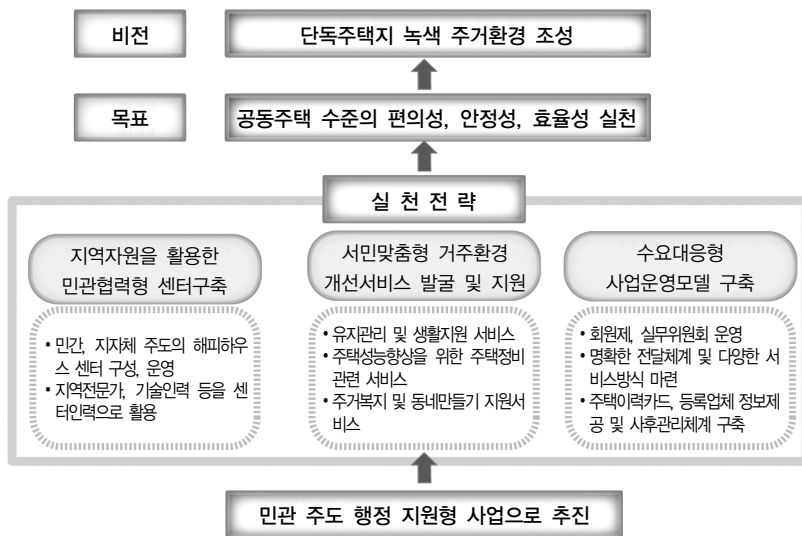 비전
단독주택지 녹색 주거환경 조성
목표
공동주택 수준의 편의성, 안정성, 효율성 실천
실 천 전 략
지역자원을 활용한
민관협력형 센터구축
• 민간, 지자체 주도의 해피하우
스 센터 구성, 운영
• 지역전문가, 기술인력 등을 센
터인력으로 활용
서민맞춤형 거주환경
개선서비스 발굴 및 지원
• 유지관리 및 생활지원 서비스
• 주택성능향상을 위한 주택정비
관련 서비스
• 주거복지 및 동네만들기 지원서
비스
수요대응형
사업운영모델 구축
• 회원제, 실무위원회 운영
• 명확한 전달체계 및 다양한 서
비스방식 마련
• 주택이력카드, 등록업체 정보제
공 및 사후관리체계 구축
민관 주도 행정 지원형 사업으로 추진